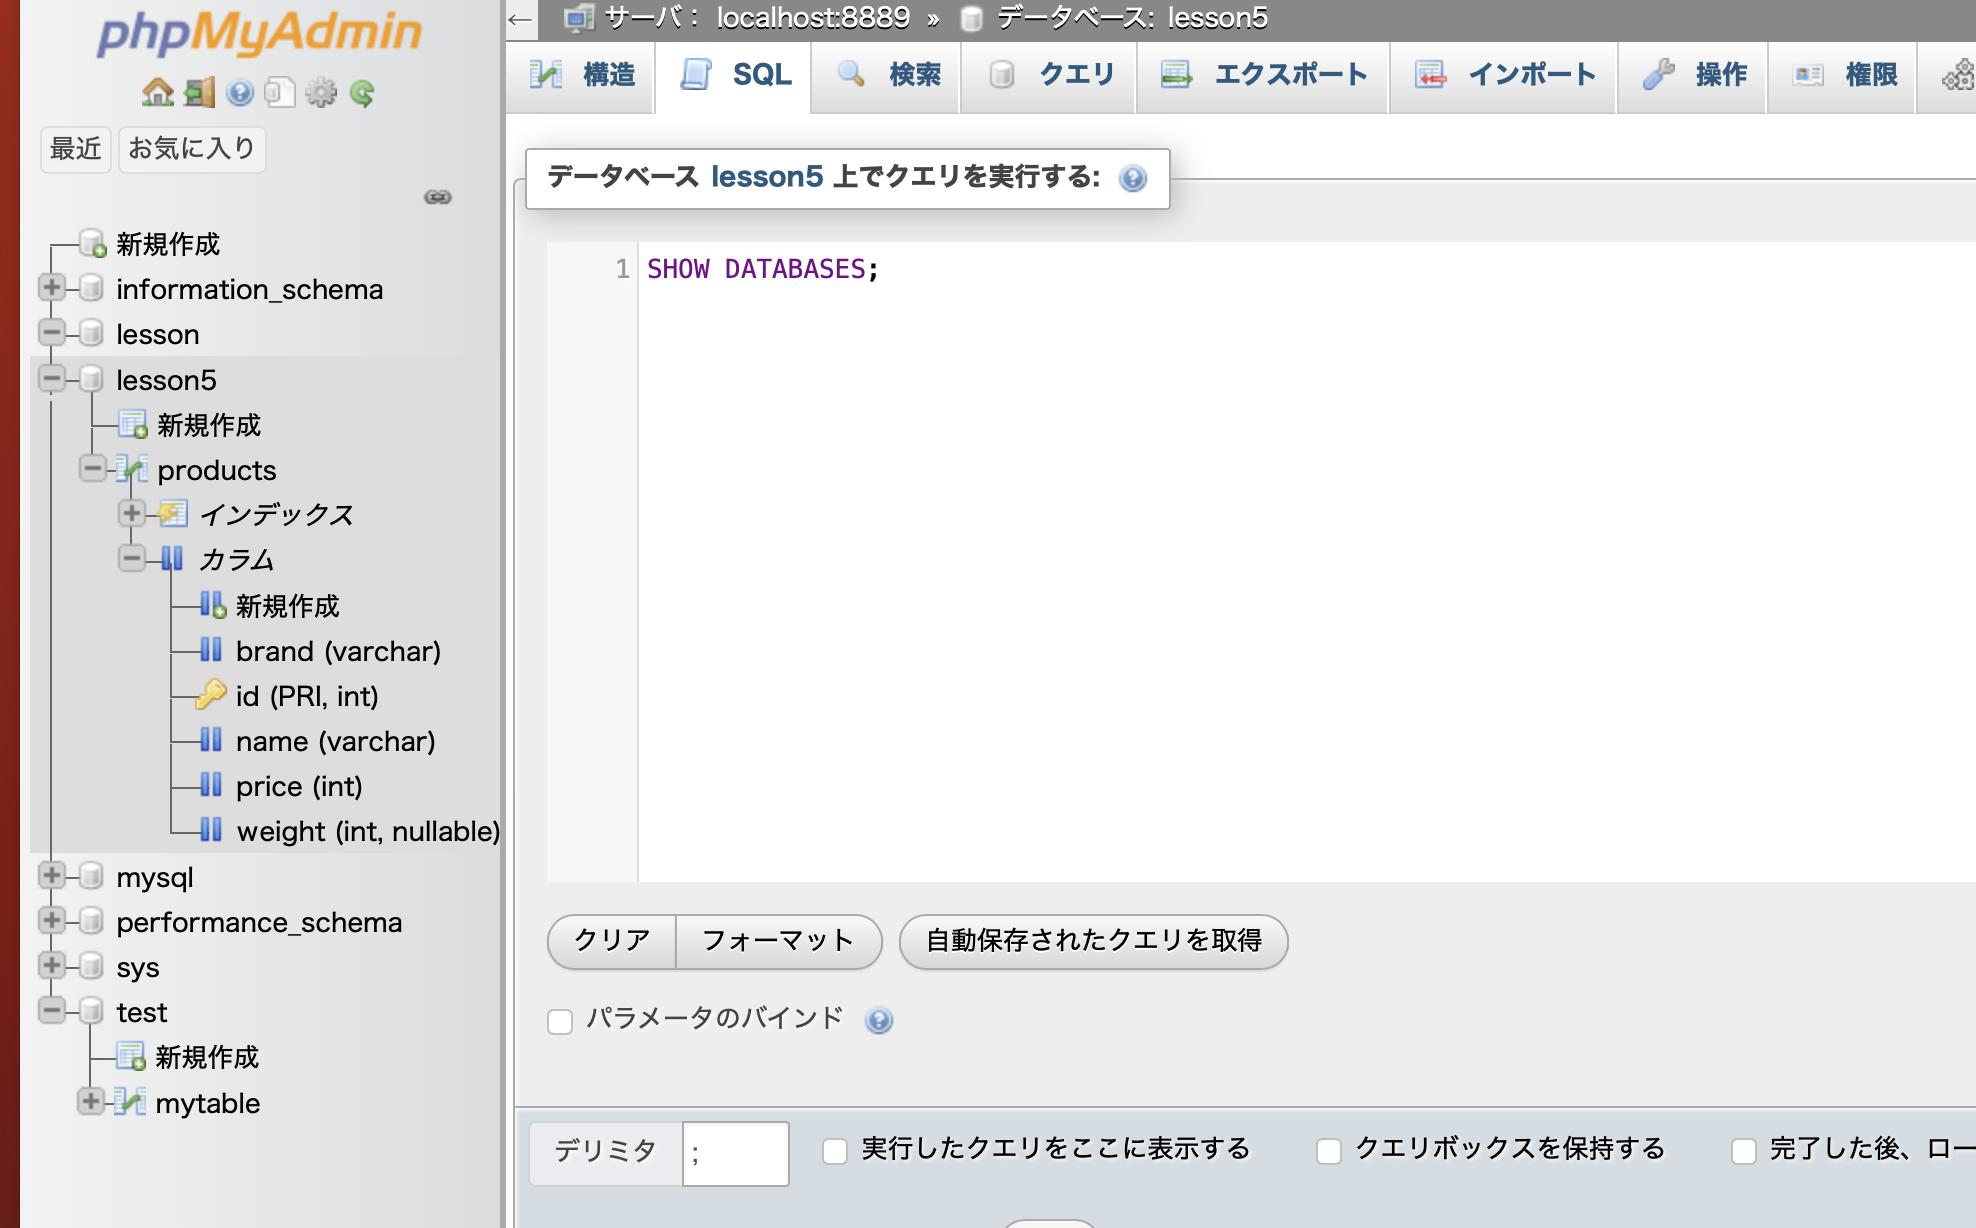 phpMyAdmin
最近 お気に入り
新規作成
information_schema
lesson
lesson5
新規作成
products
インデックス
カラム
新規作成
brand (varchar)
id (PRI, int)
name (varchar)
price (int)
weight (int, nullable)
mysql
performance_schema
sys
test
新規作成
mytable
サーバ： localhost:8889 » データベース: lesson5
構造 SQL 検索 クエリ エクスポート インポート 操作 権限
データベース lesson5 上でクエリを実行する:
1 SHOW DATABASES;
クリア フォーマット 自動保存されたクエリを取得
パラメータのバインド
デリミタ ; 実行したクエリをここに表示する クエリボックスを保持する 完了した後、ロー